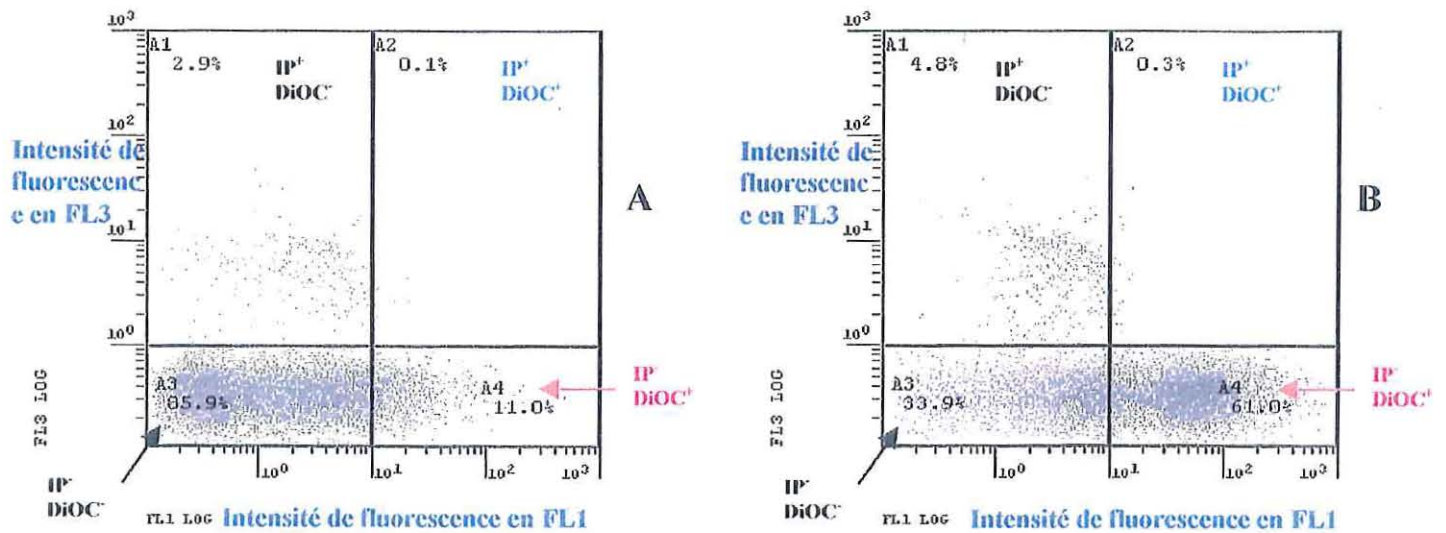 10³
A1
2.9%
IP⁺
DiOC⁻
A2
0.1%
IP⁺
DiOC⁺
10²
Intensité de
fluorescenc
e en FL3
A
10¹
10⁰
FL3 LOG
A3
85.9%
A4
11.0%
IP⁻
DiOC⁺
IP⁻
DiOC⁻
10⁰
10¹
10²
10³
FL1 LOG Intensité de fluorescence en FL1
10³
A1
4.8%
IP⁺
DiOC⁻
A2
0.3%
IP⁺
DiOC⁺
10²
Intensité de
fluorescenc
e en FL3
B
10¹
10⁰
FL3 LOG
A3
33.9%
A4
61.0%
IP⁻
DiOC⁺
IP⁻
DiOC⁻
10⁰
10¹
10²
10³
FL1 LOG Intensité de fluorescence en FL1